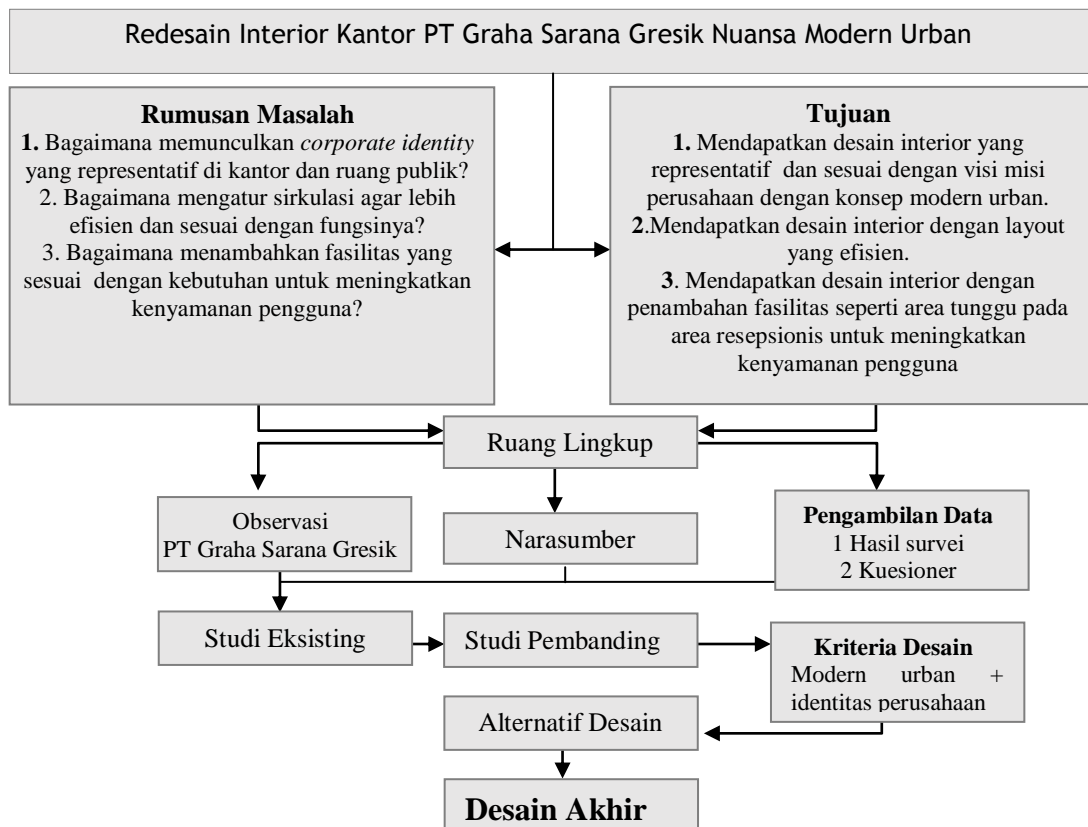 Redesain Interior Kantor PT Graha Sarana Gresik Nuansa Modern Urban
Rumusan Masalah
1. Bagaimana memunculkan corporate identity
yang representatif di kantor dan ruang publik?
2. Bagaimana mengatur sirkulasi agar lebih
efisien dan sesuai dengan fungsinya?
3. Bagaimana menambahkan fasilitas yang
sesuai dengan kebutuhan untuk meningkatkan
kenyamanan pengguna?
Tujuan
1. Mendapatkan desain interior yang
representatif dan sesuai dengan visi misi
perusahaan dengan konsep modern urban.
2.Mendapatkan desain interior dengan layout
yang efisien.
3. Mendapatkan desain interior dengan
penambahan fasilitas seperti area tunggu pada
area resepsionis untuk meningkatkan
kenyamanan pengguna
Ruang Lingkup
Observasi
PT Graha Sarana Gresik
Narasumber
Pengambilan Data
1 Hasil survei
2 Kuesioner
Studi Eksisting
Studi Pembanding
Kriteria Desain
Modern urban +
identitas perusahaan
Alternatif Desain
Desain Akhir